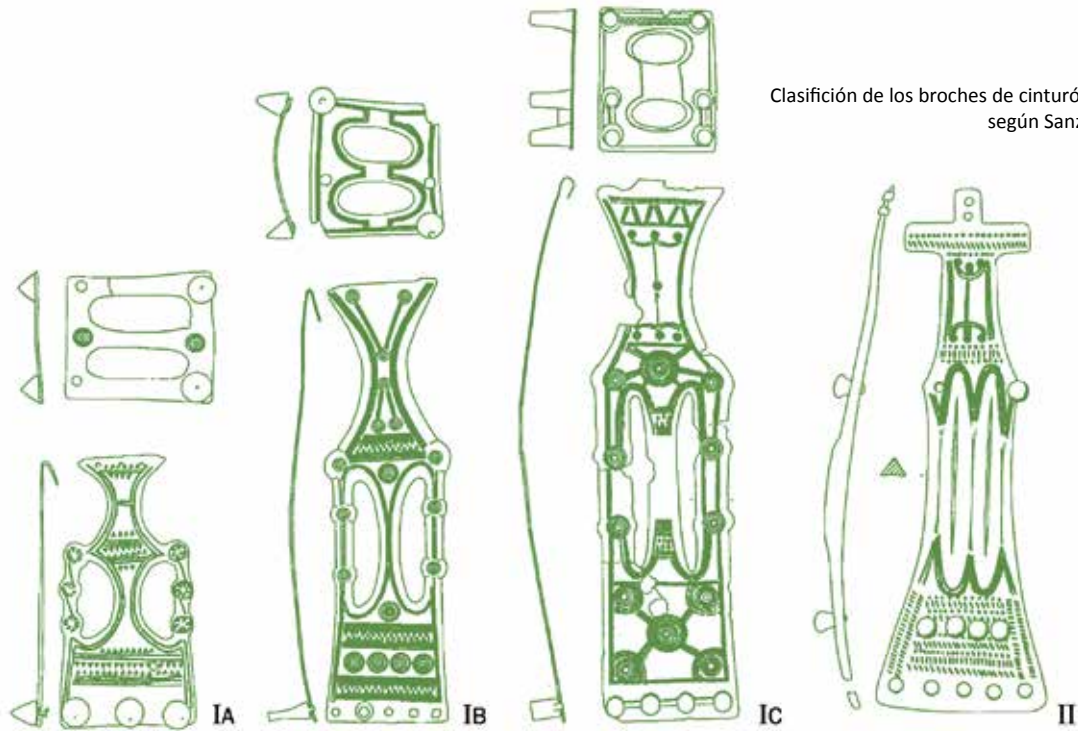 Clasifición de los broches de cinturó
según Sanz
IA
IB
IC
II